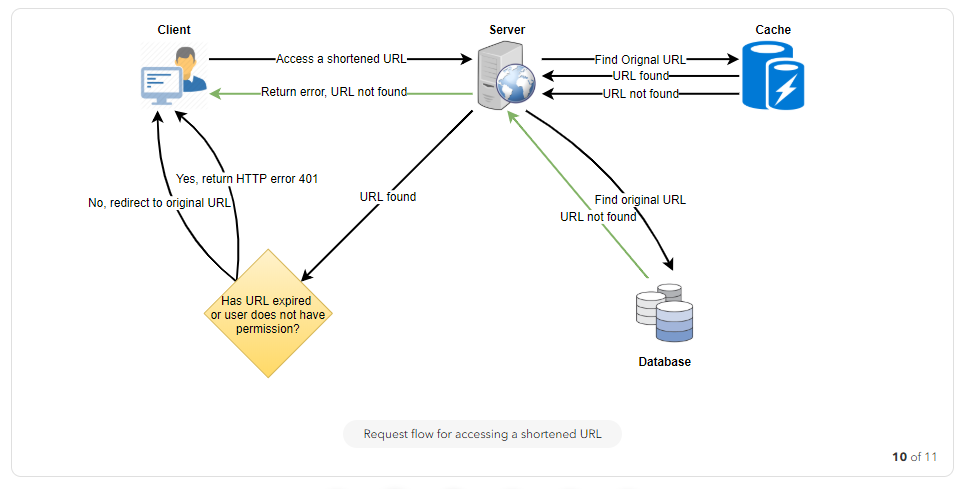 Client
Server
Cache
Access a shortened URL
Find Orignal URL
URL found
Return error, URL not found
URL not found
Yes, return HTTP error 401
No, redirect to original URL
URL found
Find original URL
URL not found
Has URL expired
or user does not have
permission?
Database
Request flow for accessing a shortened URL
10 of 11